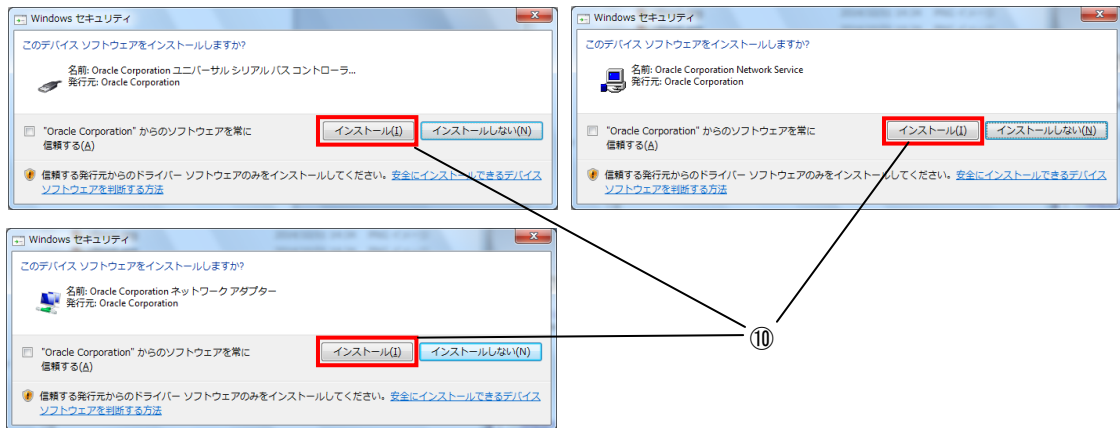 Windows セキュリティ
このデバイス ソフトウェアをインストールしますか?
名前: Oracle Corporation ユニバーサル シリアル バス コントローラ...
発行元: Oracle Corporation
"Oracle Corporation" からのソフトウェアを常に
信頼する(A)
インストール(I)
インストールしない(N)
信頼する発行元からのドライバー ソフトウェアのみをインストールしてください。安全にインストールできるデバイス
ソフトウェアを判断する方法
Windows セキュリティ
このデバイス ソフトウェアをインストールしますか?
名前: Oracle Corporation Network Service
発行元: Oracle Corporation
"Oracle Corporation" からのソフトウェアを常に
信頼する(A)
インストール(I)
インストールしない(N)
信頼する発行元からのドライバー ソフトウェアのみをインストールしてください。安全にインストールできるデバイス
ソフトウェアを判断する方法
Windows セキュリティ
このデバイス ソフトウェアをインストールしますか?
名前: Oracle Corporation ネットワーク アダプター
発行元: Oracle Corporation
"Oracle Corporation" からのソフトウェアを常に
信頼する(A)
インストール(I)
インストールしない(N)
信頼する発行元からのドライバー ソフトウェアのみをインストールしてください。安全にインストールできるデバイス
ソフトウェアを判断する方法
⑩